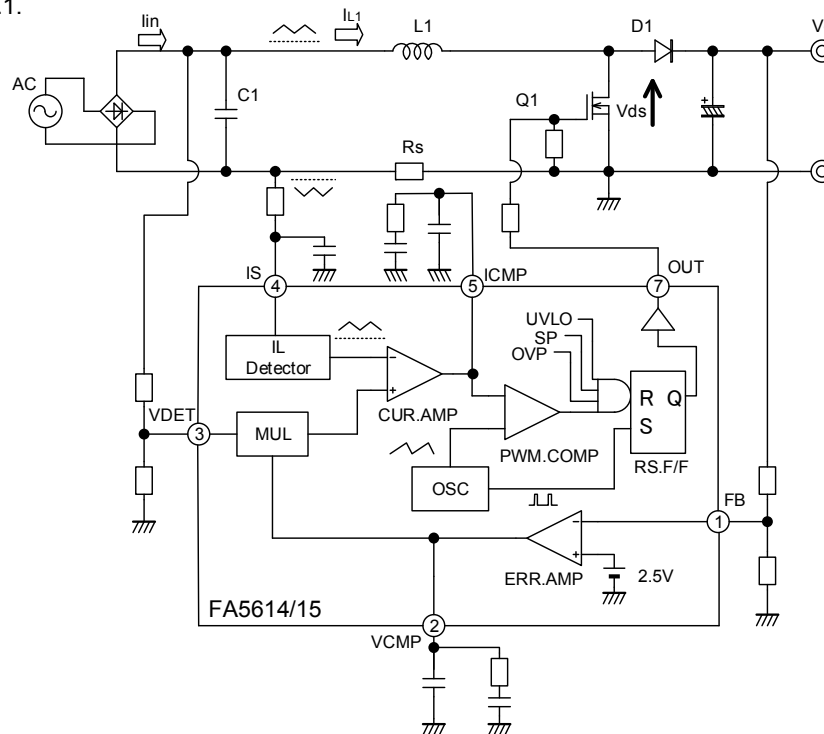 .1.
Iin
IL1
L1
D1
V
AC
C1
Q1
Vds
+
Rs
IS
ICMP
OUT
4
5
7
UVLO
SP
OVP
IL
Detector
−
+
CUR.AMP
R Q
S
VDET
3
MUL
PWM.COMP
RS.F/F
OSC
FB
1
−
+
ERR.AMP
2.5V
FA5614/15
2
VCMP